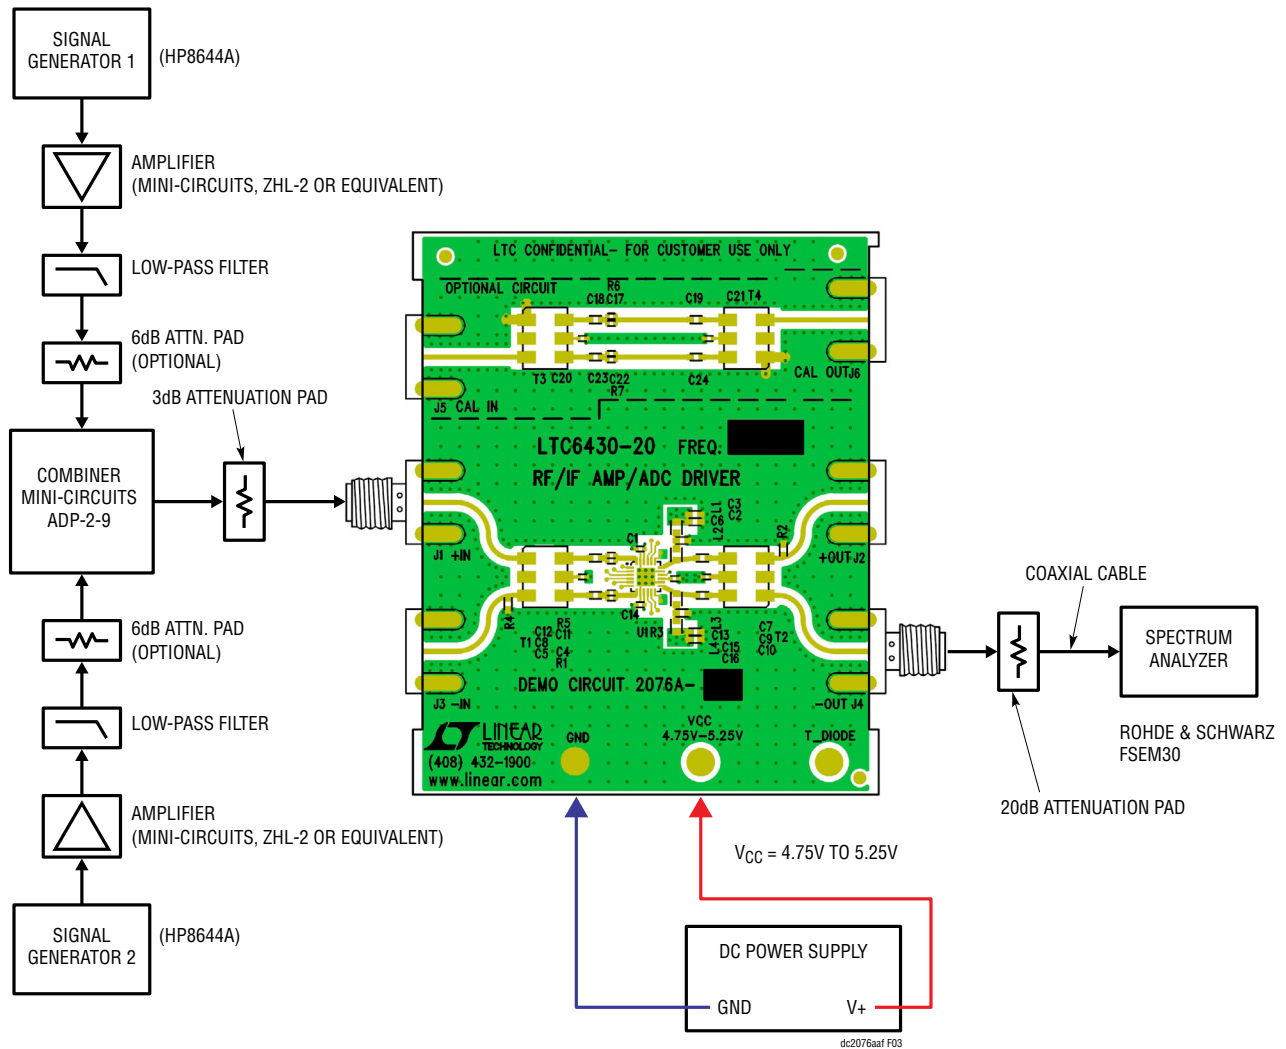 SIGNAL
GENERATOR 1
(HP8644A)
AMPLIFIER
(MINI-CIRCUITS, ZHL-2 OR EQUIVALENT)
LOW-PASS FILTER
6dB ATTN. PAD
(OPTIONAL)
3dB ATTENUATION PAD
COMBINER
MINI-CIRCUITS
ADP-2-9
6dB ATTN. PAD
(OPTIONAL)
LOW-PASS FILTER
AMPLIFIER
(MINI-CIRCUITS, ZHL-2 OR EQUIVALENT)
SIGNAL
GENERATOR 2
(HP8644A)
LTC CONFIDENTIAL- FOR CUSTOMER USE ONLY
OPTIONAL CIRCUIT
R6
C18 C17
C19
C21 T4
T3 C20
C23 C22
R7
C24
CAL OUT J6
J5 CAL IN
LTC6430-20 FREQ.
RF/IF AMP/ADC DRIVER
L1
C3
C6
C2
L2
R2
C1
J1 +IN
+OUT J2
C14
U1 R3
R4
R5
C12
C11
T1 C8
C5
C4
R1
L3
C13
L4
C15
C16
C7
C9 T2
C10
DEMO CIRCUIT 2076A-
J3 -IN
-OUT J4
LINEAR
TECHNOLOGY
(408) 432-1900
www.linear.com
GND
VCC
4.75V-5.25V
T_DIODE
COAXIAL CABLE
SPECTRUM
ANALYZER
ROHDE & SCHWARZ
FSEM30
20dB ATTENUATION PAD
VCC = 4.75V TO 5.25V
DC POWER SUPPLY
GND
V+
dc2076aaf F03